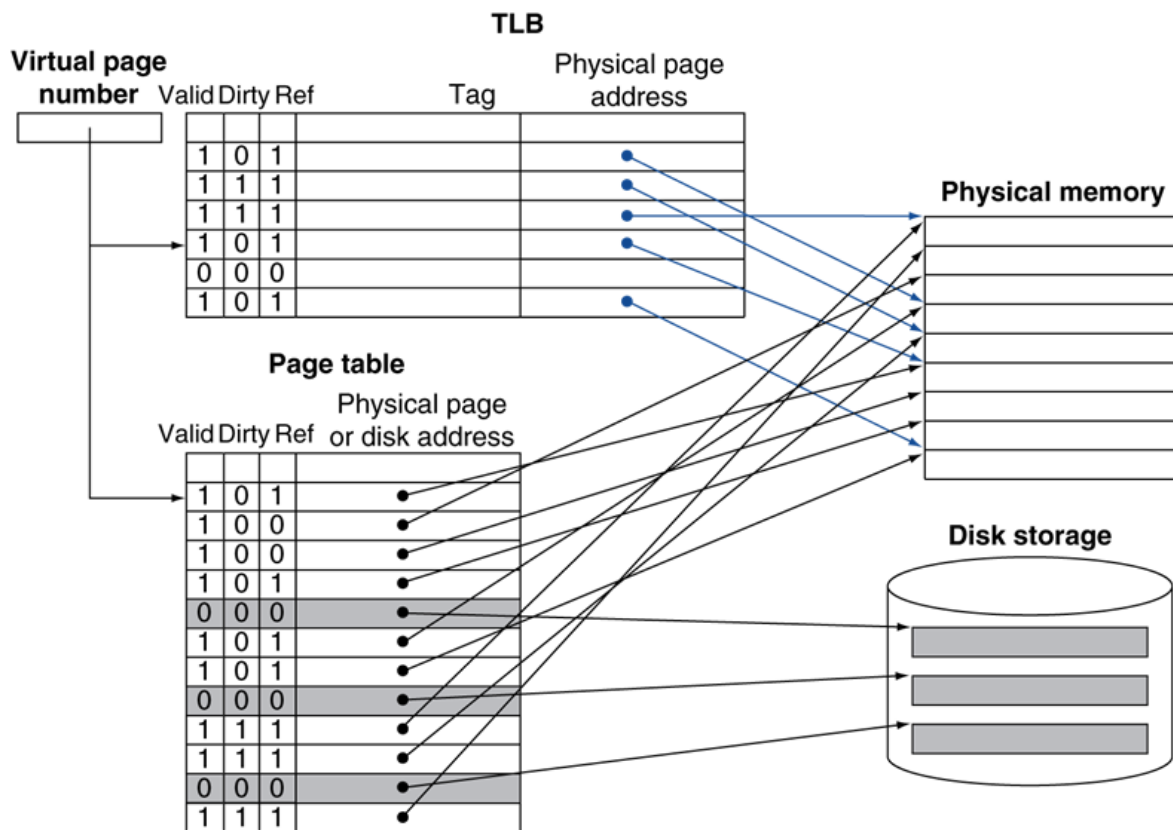 TLB
Virtual page
number
Valid Dirty Ref
Tag
Physical page
address
1 0 1
1 1 1
1 1 1
1 0 1
0 0 0
1 0 1
Physical memory
Page table
Physical page
or disk address
Valid Dirty Ref
1 0 1
1 0 0
1 0 0
1 0 1
0 0 0
1 0 1
1 0 1
0 0 0
1 1 1
1 1 1
0 0 0
1 1 1
Disk storage